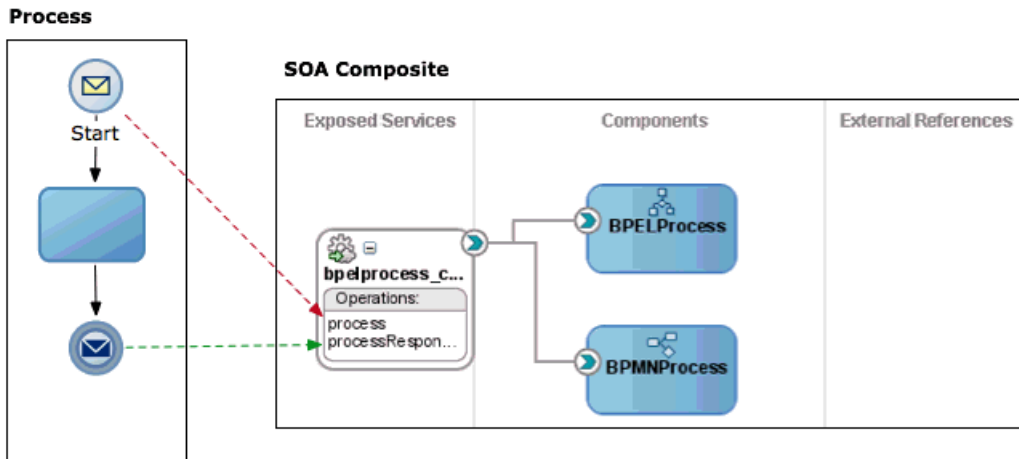 Process
Start
SOA Composite
Exposed Services
Components
External References
bpelprocess_c...
Operations:
process
processRespon...
BPELProcess
BPMNProcess